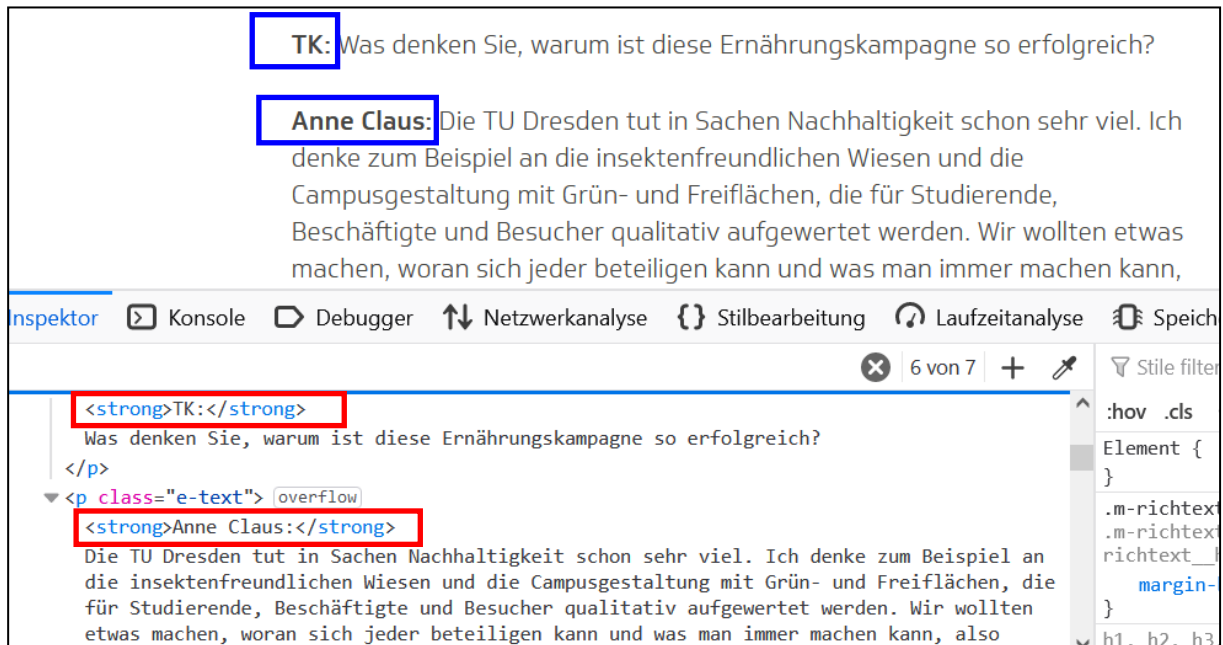 TK: Was denken Sie, warum ist diese Ernährungskampagne so erfolgreich?
Anne Claus: Die TU Dresden tut in Sachen Nachhaltigkeit schon sehr viel. Ich
denke zum Beispiel an die insektenfreundlichen Wiesen und die
Campusgestaltung mit Grün- und Freiflächen, die für Studierende,
Beschäftigte und Besucher qualitativ aufgewertet werden. Wir wollten etwas
machen, woran sich jeder beteiligen kann und was man immer machen kann,
Inspektor Konsole Debugger Netzwerkanalyse {} Stilbearbeitung Laufzeitanalyse Speich
6 von 7 + Stile filter
<strong>TK:</strong>
Was denken Sie, warum ist diese Ernährungskampagne so erfolgreich?
</p>
<p class="e-text"> overflow
<strong>Anne Claus:</strong>
Die TU Dresden tut in Sachen Nachhaltigkeit schon sehr viel. Ich denke zum Beispiel an
die insektenfreundlichen Wiesen und die Campusgestaltung mit Grün- und Freiflächen, die
für Studierende, Beschäftigte und Besucher qualitativ aufgewertet werden. Wir wollten
etwas machen, woran sich jeder beteiligen kann und was man immer machen kann, also
:hov .cls
Element {
}
.m-richtext
.m-richtext
richtext__
margin-
}
h1, h2, h3